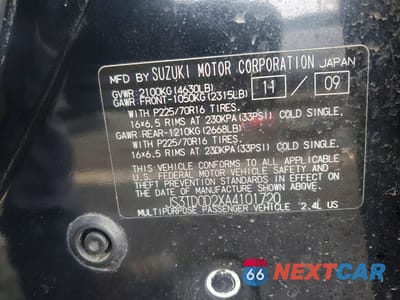 MFD BY SUZUKI MOTOR CORPORATION JAPAN
GVWR: 2100KG (4630LB) 11 / 09
GAWR: FRONT-1050KG (2315LB)
WITH P225/70R16 TIRES,
16x6.5 RIMS AT 230KPA (33PSI) COLD SINGLE,
GAWR: REAR-1210KG (2668LB)
WITH P225/70R16 TIRES,
16x6.5 RIMS AT 230KPA (33PSI) COLD SINGLE,
THIS VEHICLE CONFORMS TO ALL APPLICABLE
U.S. FEDERAL MOTOR VEHICLE SAFETY AND
THEFT PREVENTION STANDARDS IN EFFECT ON
THE DATE OF MANUFACTURE SHOWN ABOVE.
JS3TD0D2XA4101720
MULTIPURPOSE PASSENGER VEHICLE 2.4L US
66 NEXTCAR